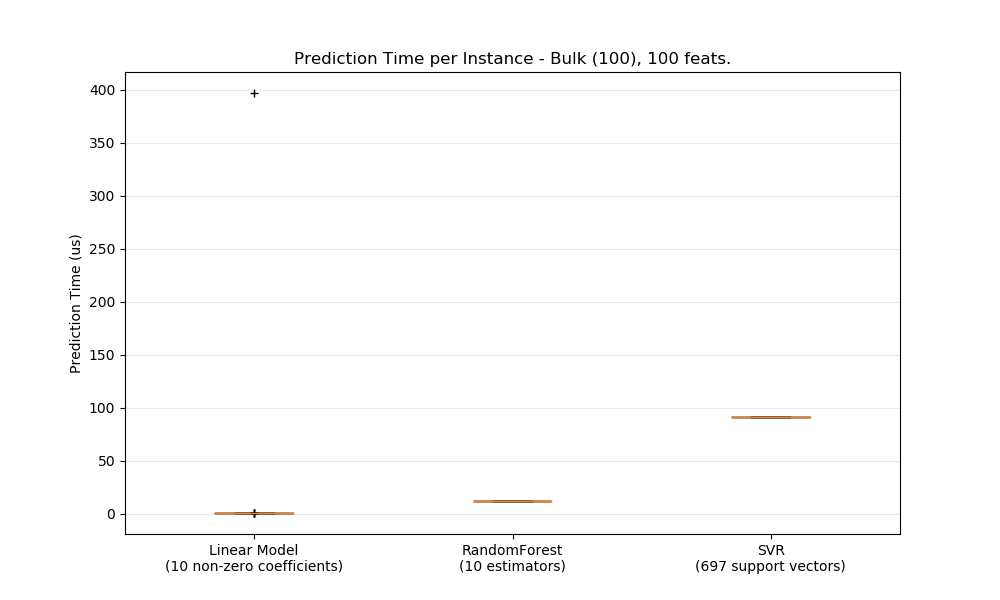 Prediction Time per Instance - Bulk (100), 100 feats.
400
350
300
250
200
150
100
50
0
Prediction Time (us)
Linear Model
(10 non-zero coefficients)
RandomForest
(10 estimators)
SVR
(697 support vectors)